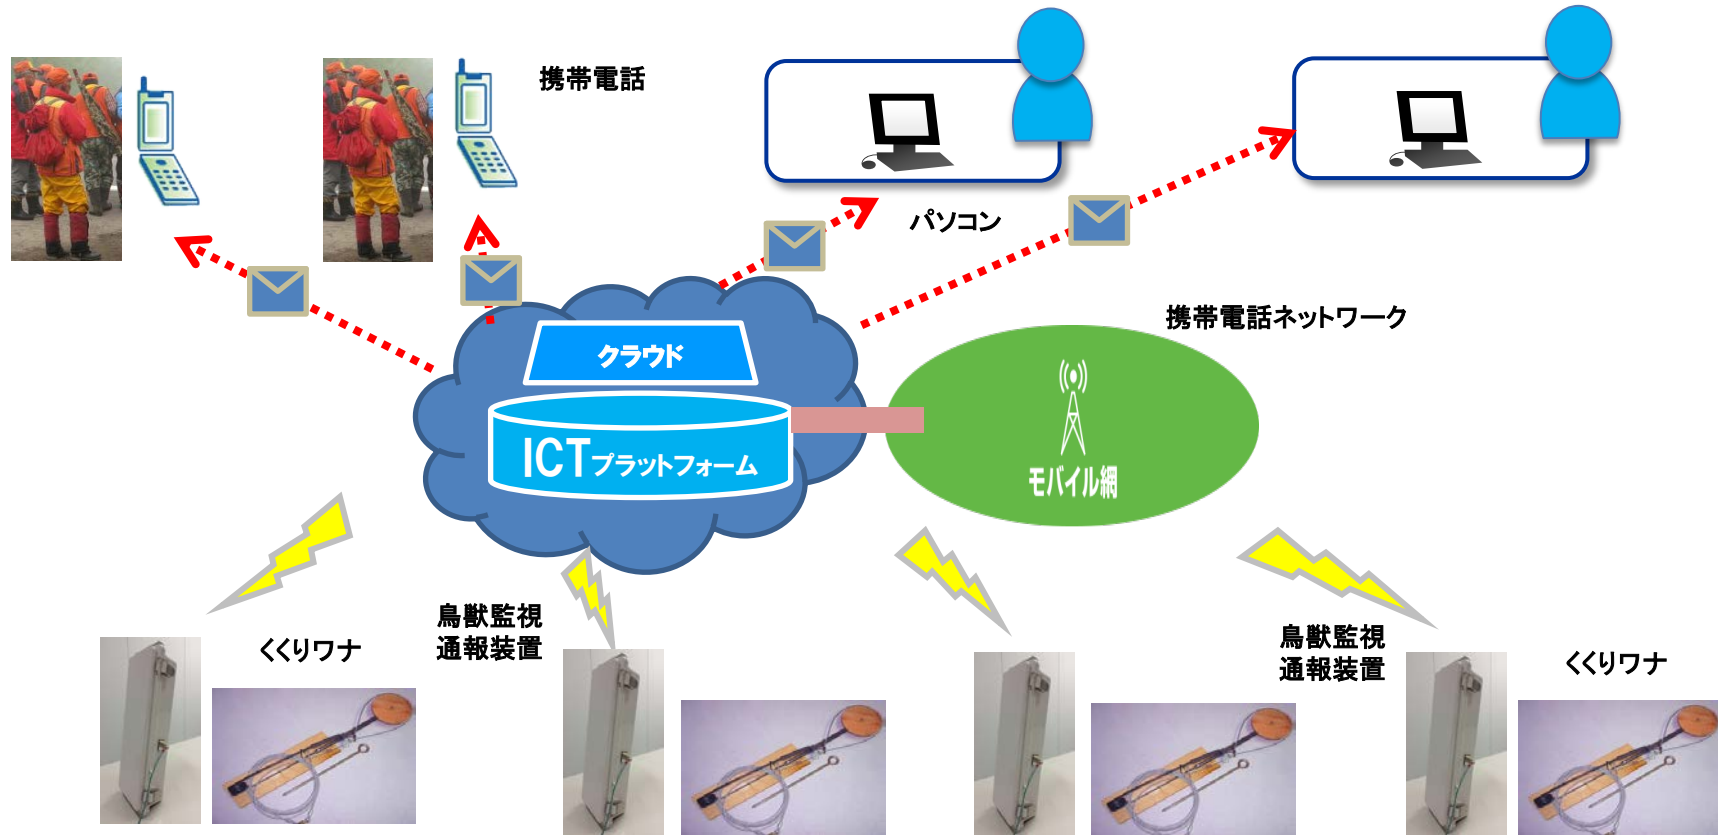 携帯電話
パソコン
携帯電話ネットワーク
クラウド
ICTプラットフォーム
モバイル網
くくりワナ
鳥獣監視
通報装置
鳥獣監視
通報装置
くくりワナ